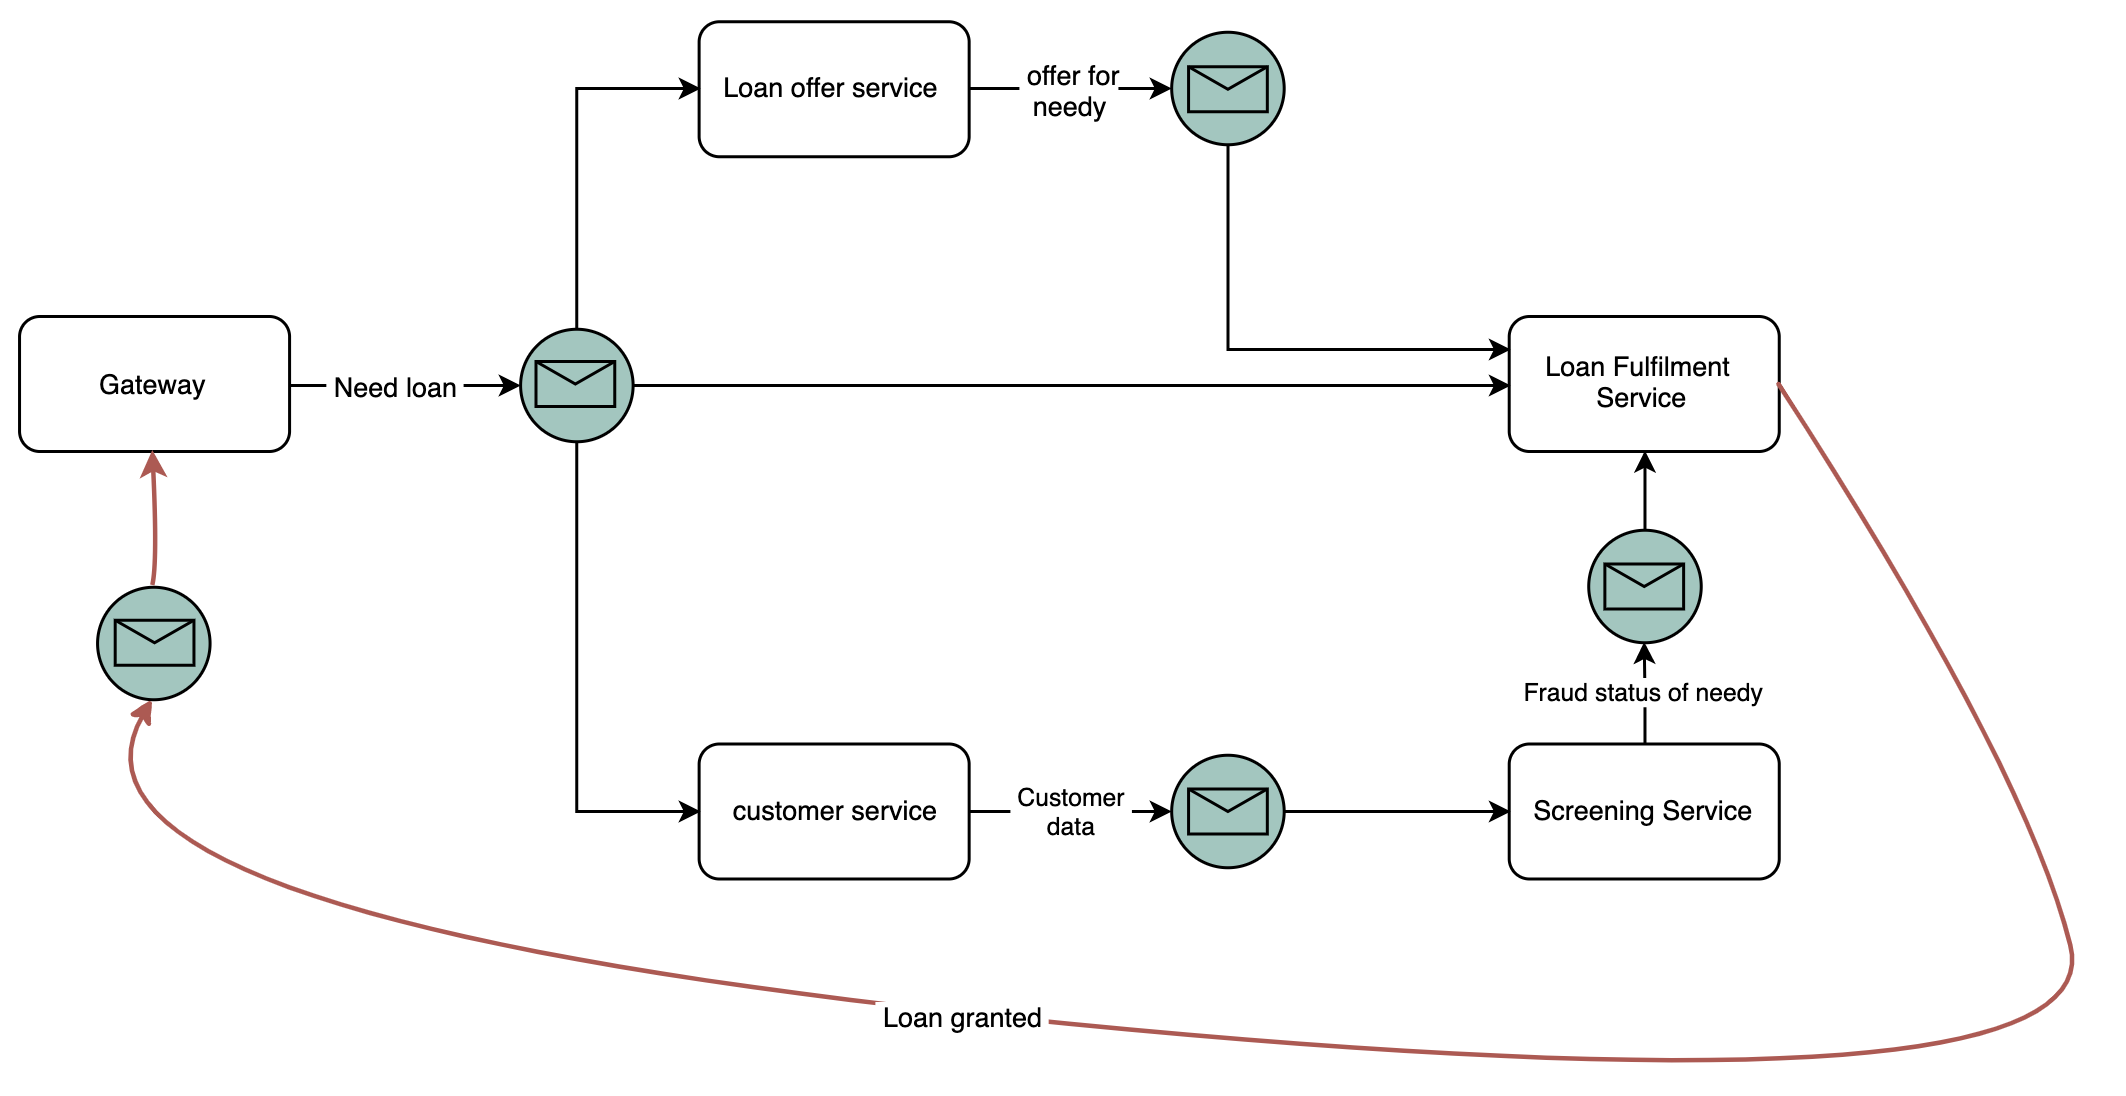 Loan offer service
offer for
needy
Gateway
Need loan
Loan Fulfilment
Service
Fraud status of needy
customer service
Customer
data
Screening Service
Loan granted